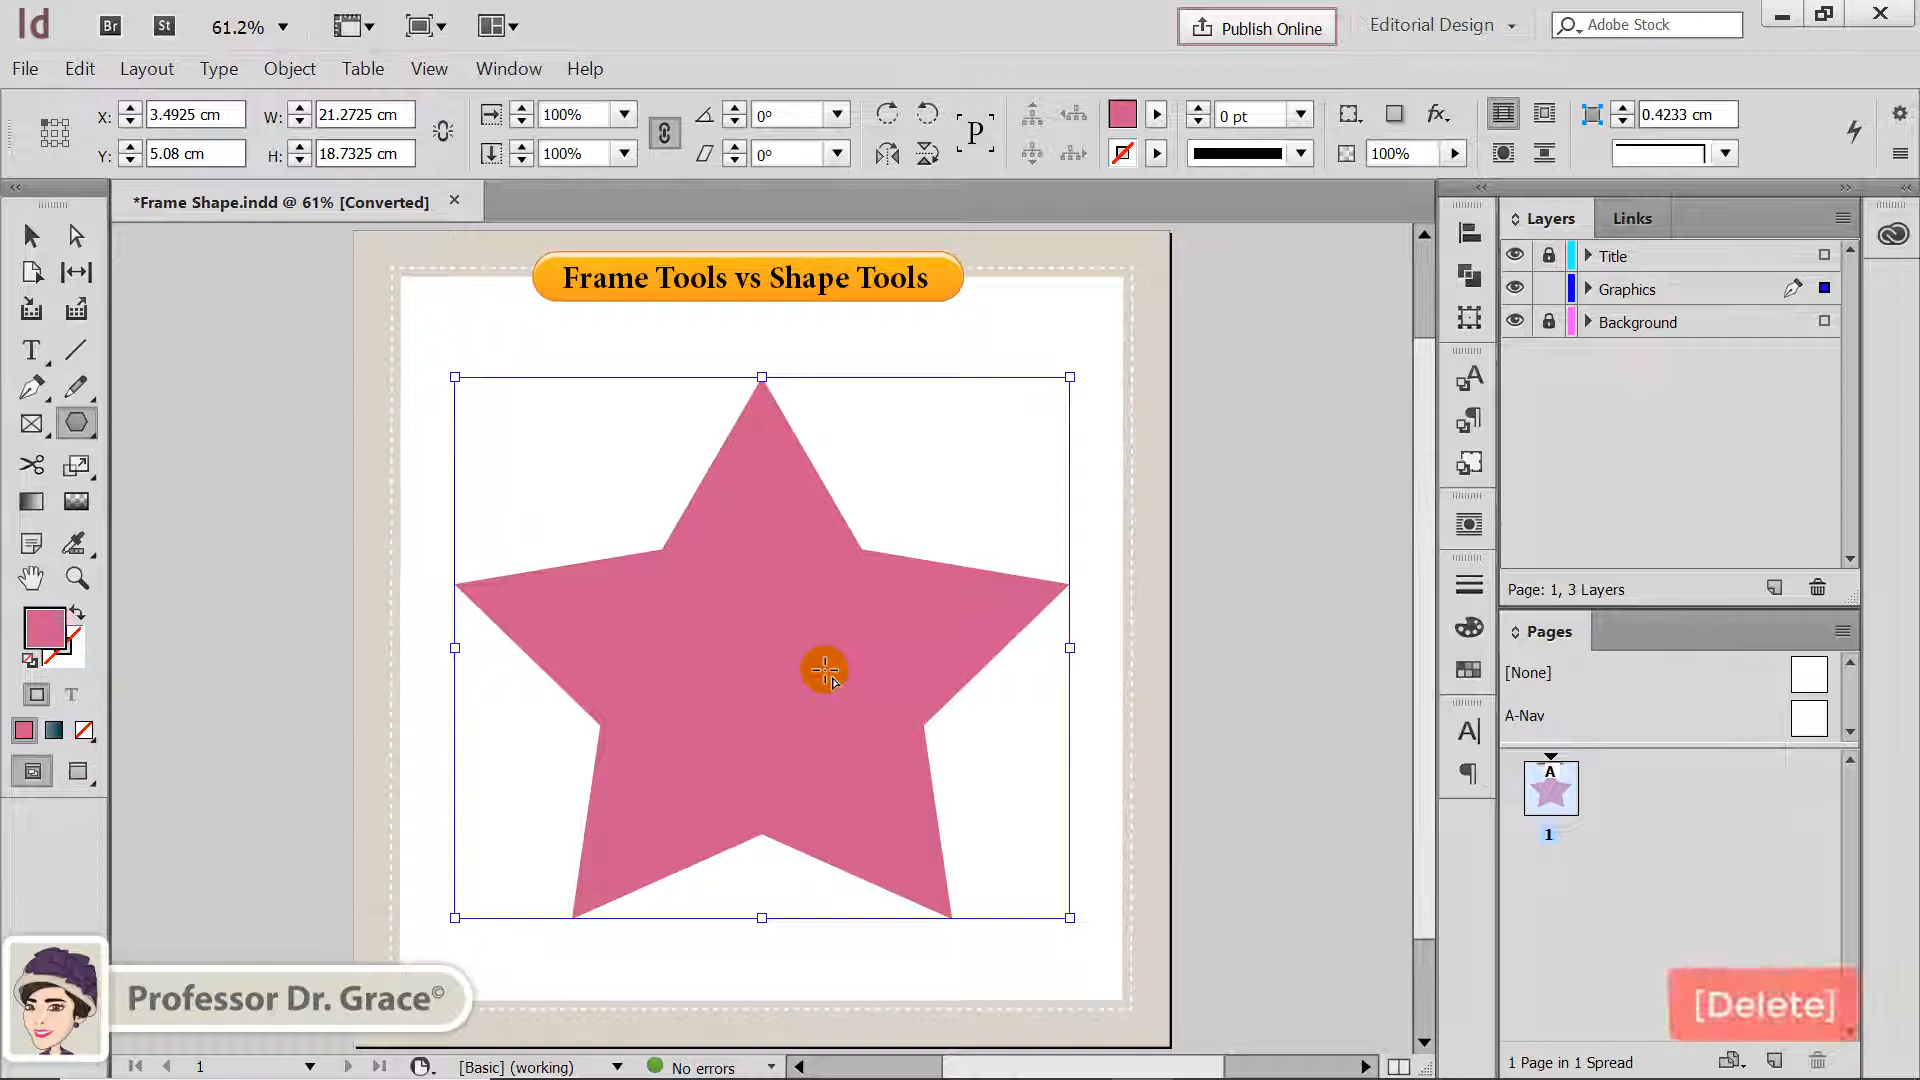 Id Br St 61.2% Publish Online Editorial Design Adobe Stock
File Edit Layout Type Object Table View Window Help
X: 3.4925 cm W: 21.2725 cm 100% 0° P 0 pt fx. 0.4233 cm
Y: 5.08 cm H: 18.7325 cm 100% 0° 100%
*Frame Shape.indd @ 61% [Converted]
Layers Links
Frame Tools vs Shape Tools
Title
Graphics
Background
Page: 1, 3 Layers
Pages
[None]
A-Nav
A
1
Professor Dr. Grace©
[Delete]
1 [Basic] (working) No errors
1 Page in 1 Spread